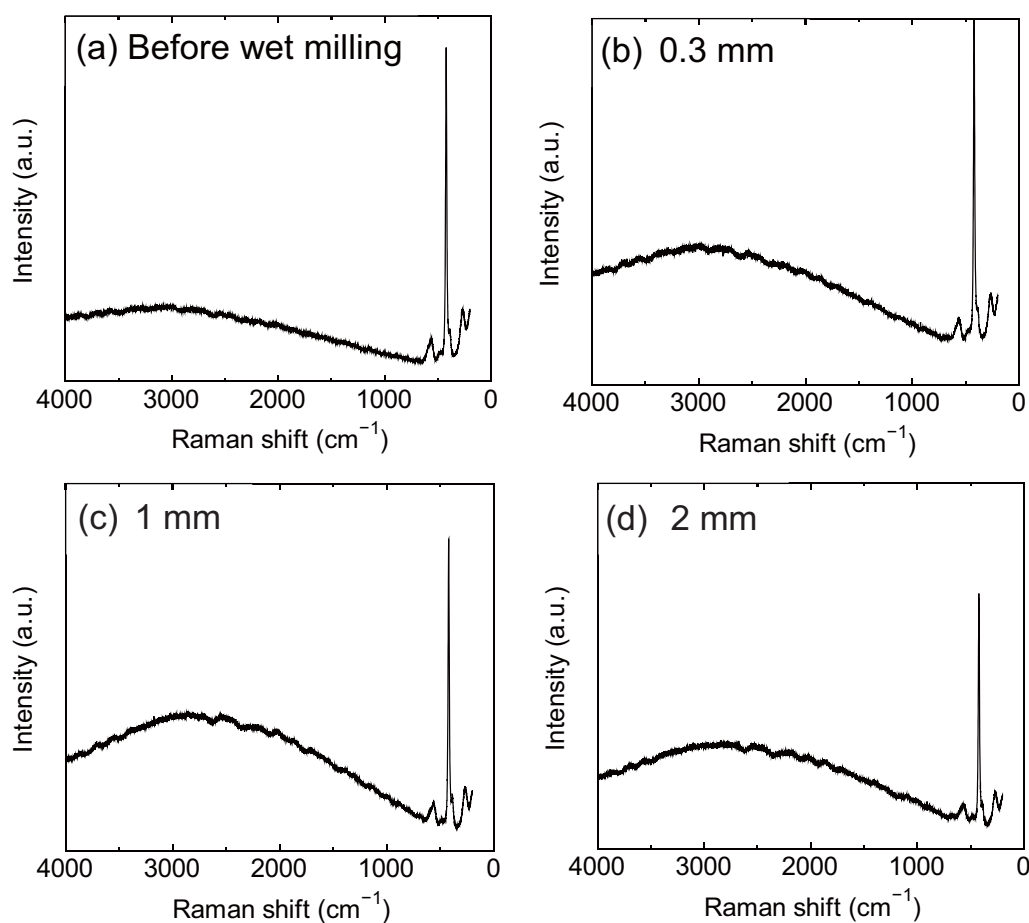 (a) Before wet milling
Intensity (a.u.)
4000 3000 2000 1000 0
Raman shift (cm⁻¹)
(b) 0.3 mm
Intensity (a.u.)
4000 3000 2000 1000 0
Raman shift (cm⁻¹)
(c) 1 mm
Intensity (a.u.)
4000 3000 2000 1000 0
Raman shift (cm⁻¹)
(d) 2 mm
Intensity (a.u.)
4000 3000 2000 1000 0
Raman shift (cm⁻¹)